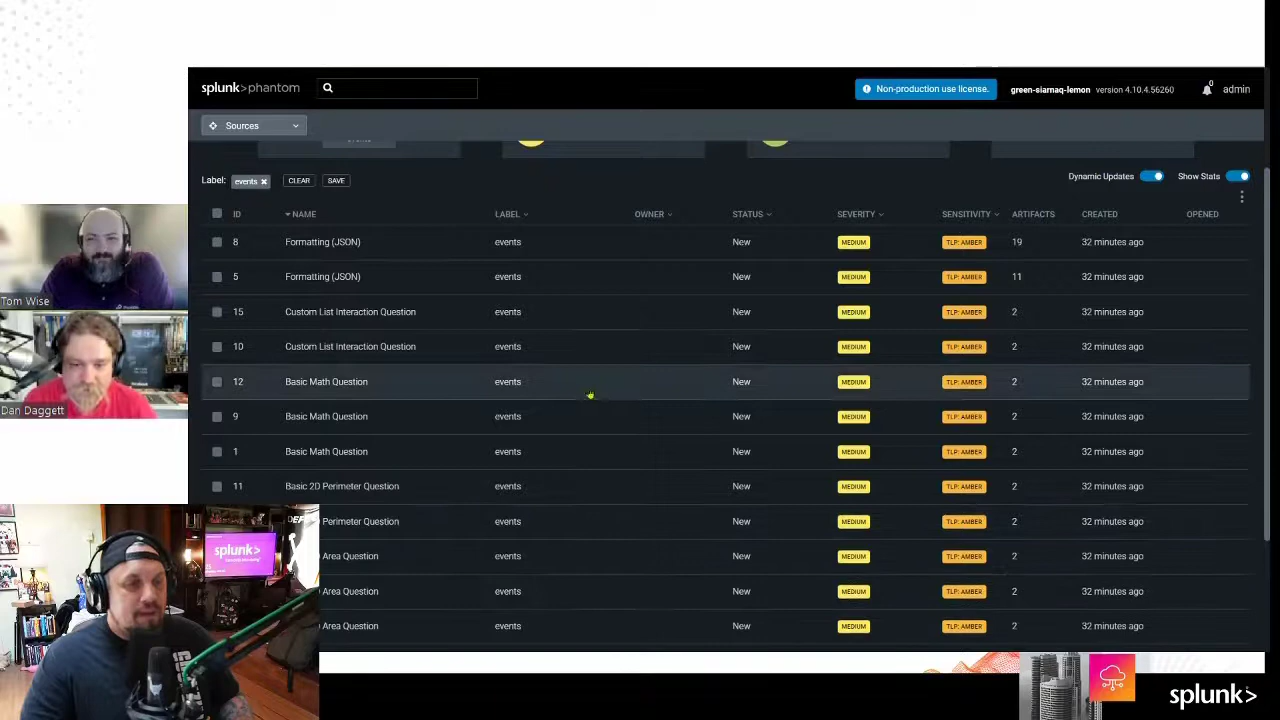 splunk>phantom
Non-production use license.
green-siarnaq-lemon version 4.10.4.56260
0
admin
Sources
Label: events × CLEAR SAVE
Dynamic Updates
Show Stats
ID NAME LABEL OWNER STATUS SEVERITY SENSITIVITY ARTIFACTS CREATED OPENED
8 Formatting (JSON) events New MEDIUM TLP: AMBER 19 32 minutes ago
5 Formatting (JSON) events New MEDIUM TLP: AMBER 11 32 minutes ago
Custom List Interaction Question events New MEDIUM TLP: AMBER 2 32 minutes ago
10 Custom List Interaction Question events New MEDIUM TLP: AMBER 2 32 minutes ago
12 Basic Math Question events New MEDIUM TLP: AMBER 2 32 minutes ago
9 Basic Math Question events New MEDIUM TLP: AMBER 2 32 minutes ago
1 Basic Math Question events New MEDIUM TLP: AMBER 2 32 minutes ago
11 Basic 2D Perimeter Question events New MEDIUM TLP: AMBER 2 32 minutes ago
Perimeter Question events New MEDIUM TLP: AMBER 2 32 minutes ago
Area Question events New MEDIUM TLP: AMBER 2 32 minutes ago
Area Question events New MEDIUM TLP: AMBER 2 32 minutes ago
Area Question events New MEDIUM TLP: AMBER 2 32 minutes ago
Tom Wise
Dan Daggett
splunk>
splunk>